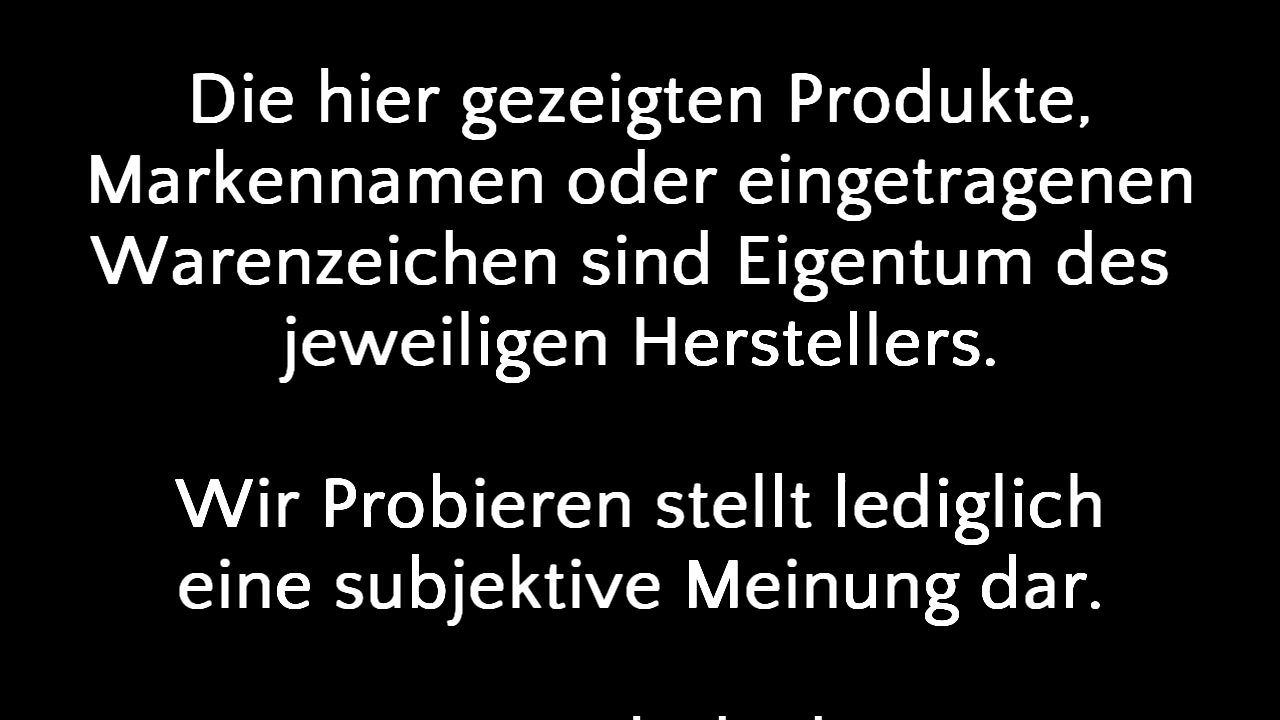 Die hier gezeigten Produkte,
Markennamen oder eingetragenen
Warenzeichen sind Eigentum des
jeweiligen Herstellers.
Wir Probieren stellt lediglich
eine subjektive Meinung dar.